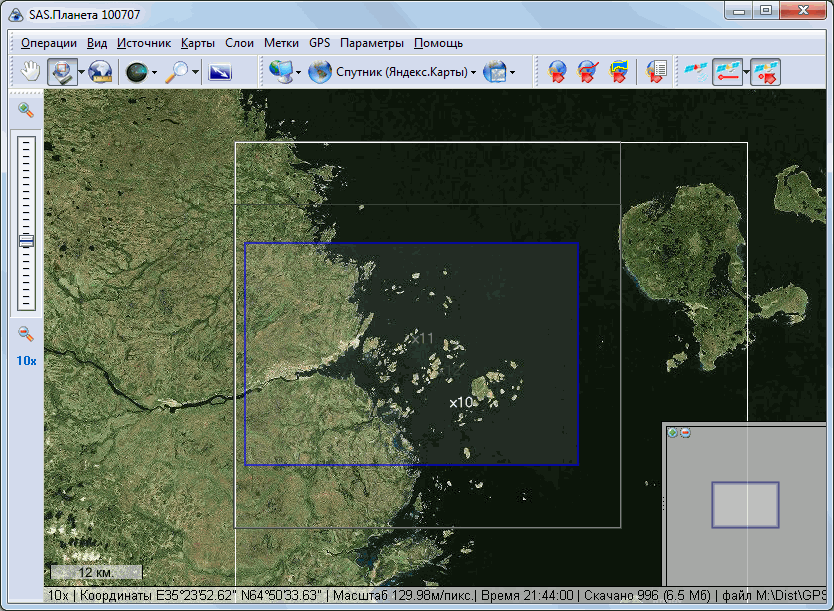 SAS.Планета 100707
Операции Вид Источник Карты Слои Метки GPS Параметры Помощь
Спутник (Яндекс.Карты)
x11
12
x10
10x
12 км.
10x | Координаты E35°23'52.62" N64°50'33.63" | Масштаб 129.98м/пикс.| Время 21:44:00 | Скачано 996 (6.5 Мб) | файл M:\Dist\GPS